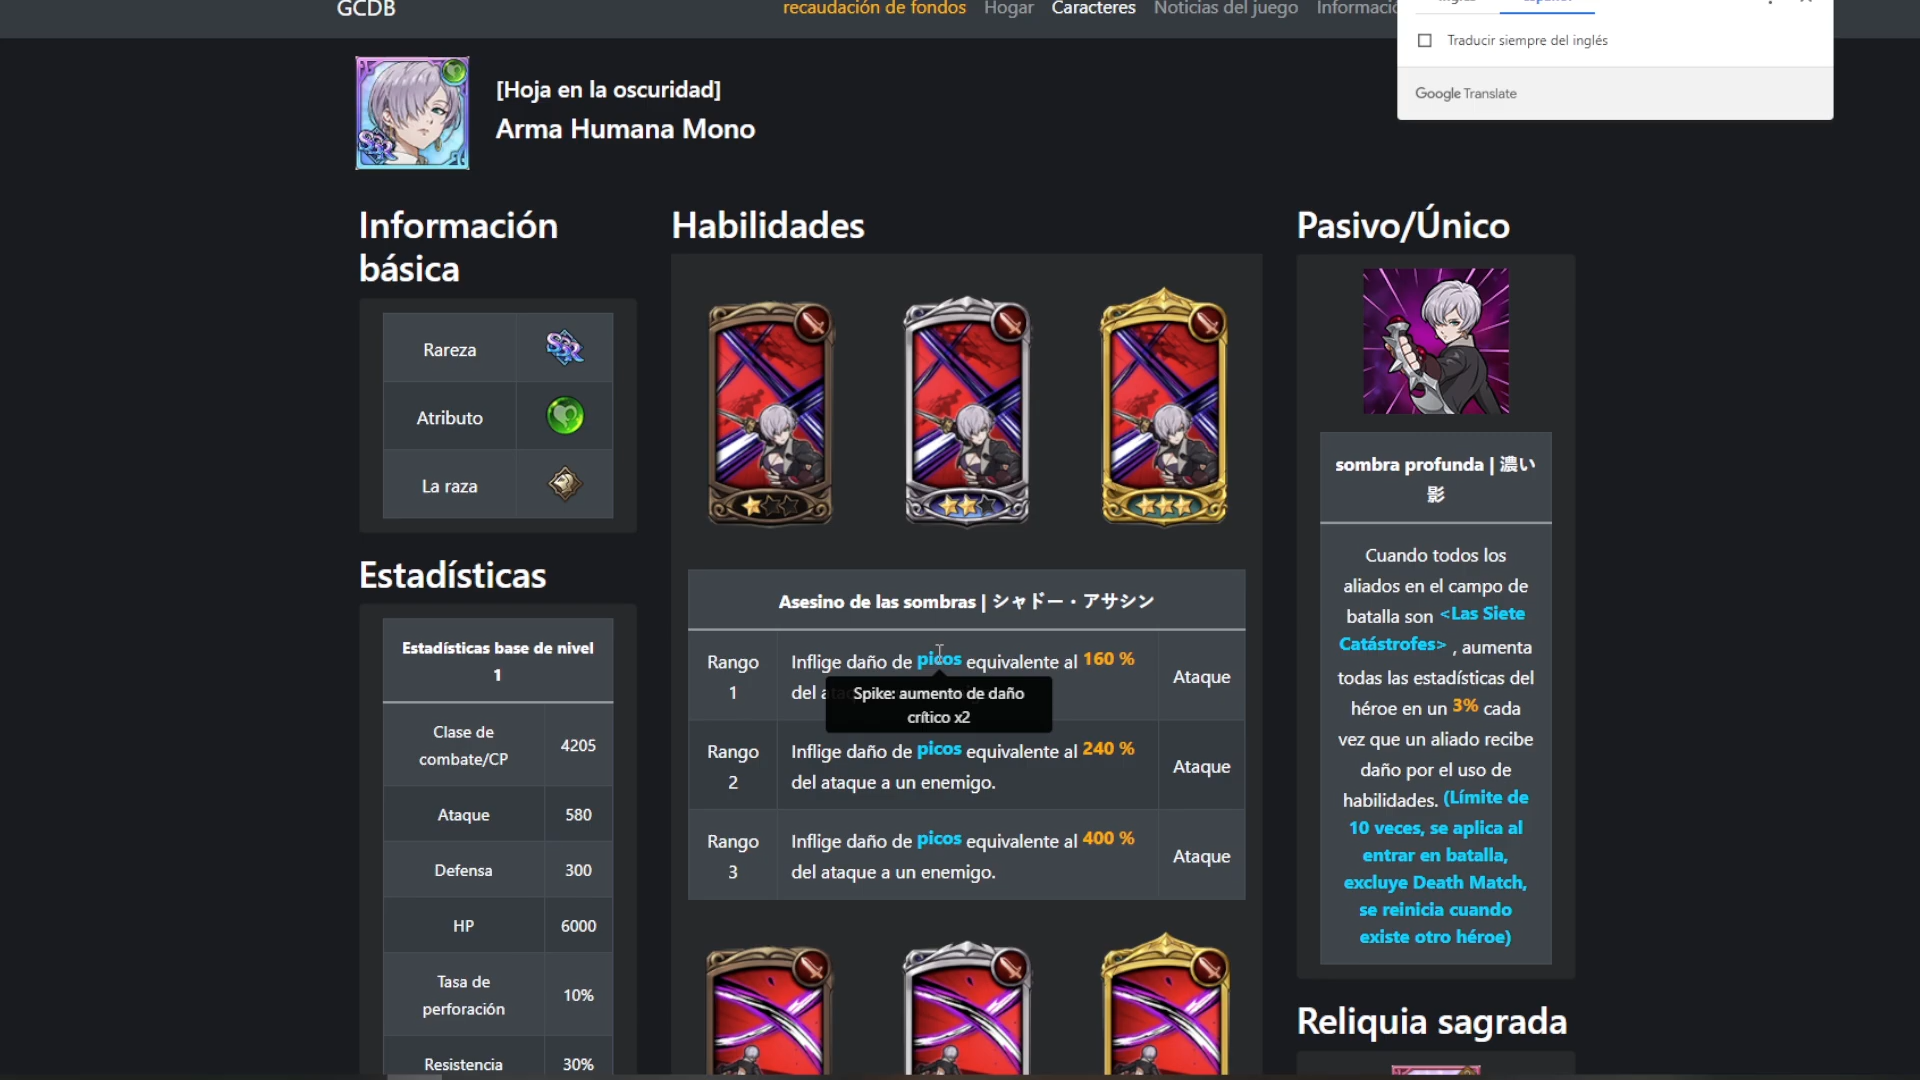 GCDB
recaudación de fondos Hogar Caracteres Noticias del juego
Traducir siempre del inglés
Google Translate
[Hoja en la oscuridad]
Arma Humana Mono
Información
básica
Rareza
SSR
Atributo
La raza
Estadísticas
Estadísticas base de nivel
1
Clase de
combate/CP
4205
Ataque
580
Defensa
300
HP
6000
Tasa de
perforación
10%
Resistencia
30%
Habilidades
Asesino de las sombras | シャドー・アサシン
Rango
1
Inflige daño de picos equivalente al 160 %
del
Ataque
Spike: aumento de daño
crítico x2
Rango
2
Inflige daño de picos equivalente al 240 %
del ataque a un enemigo.
Ataque
Rango
3
Inflige daño de picos equivalente al 400 %
del ataque a un enemigo.
Ataque
Pasivo/Único
sombra profunda | 濃い
影
Cuando todos los
aliados en el campo de
batalla son <Las Siete
Catástrofes> , aumenta
todas las estadísticas del
héroe en un 3% cada
vez que un aliado recibe
daño por el uso de
habilidades. (Límite de
10 veces, se aplica al
entrar en batalla,
excluye Death Match,
se reinicia cuando
existe otro héroe)
Reliquia sagrada